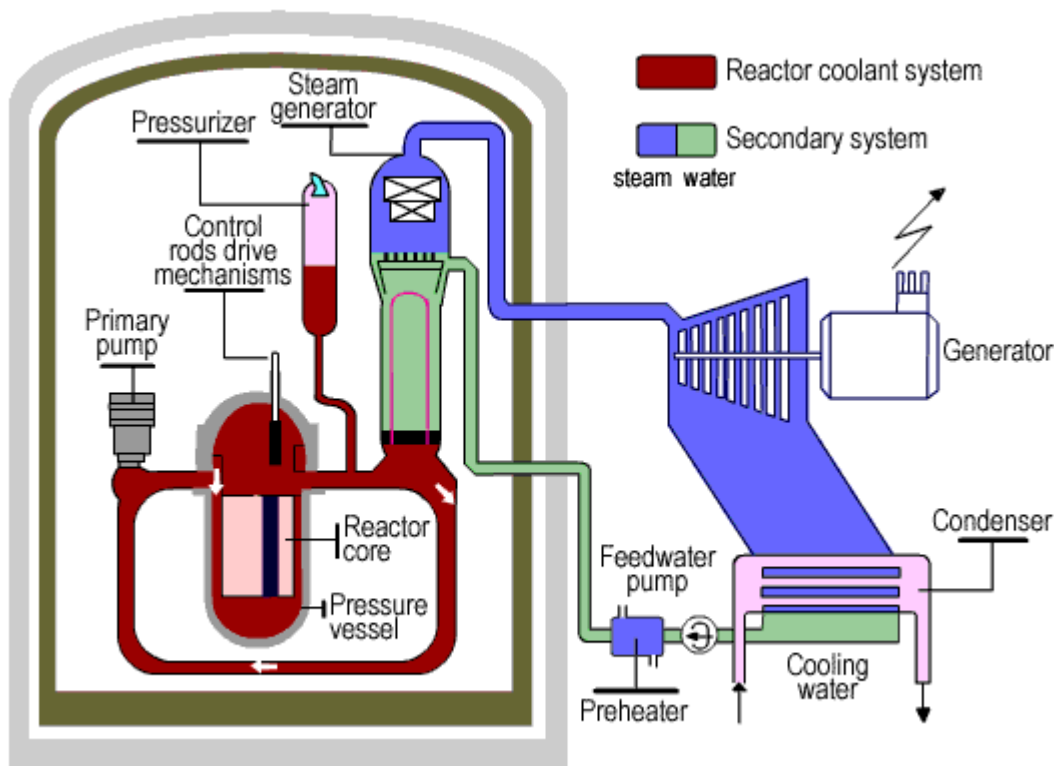 Steam
generator
Pressurizer
Control
rods drive
mechanisms
Primary
pump
Reactor
core
Pressure
vessel
Reactor coolant system
Secondary system
steam water
Generator
Condenser
Feedwater
pump
Preheater
Cooling
water